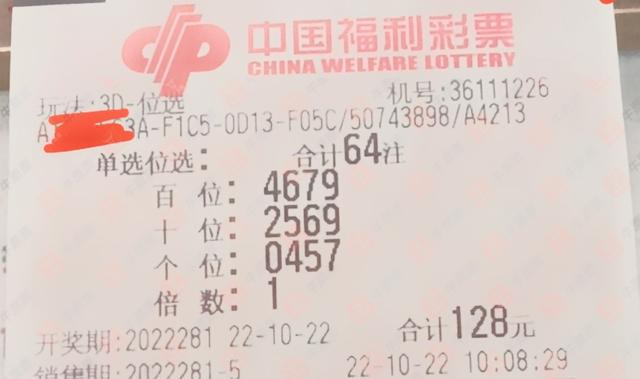 中国福利彩票
CHINA WELFARE LOTTERY
玩法:3D-位选 机号:36111226
3A-F1C5-0D13-F05C/50743898/A4213
单选位选: 合计64注
百 位: 4679
十 位: 2569
个 位: 0457
倍 数: 1
开奖期:2022281 22-10-22 合计128元
销售期:2022281-5 22-10-22 10:08:29